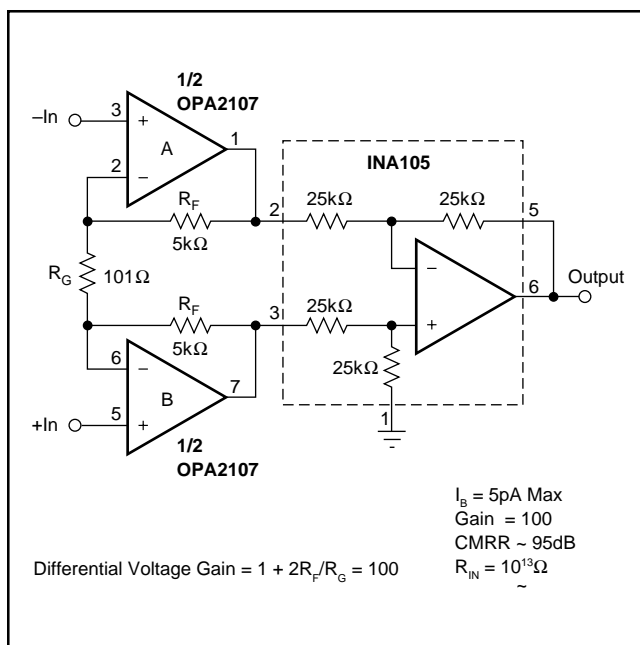 1/2
OPA2107
–In
3
+
A
1
2
–
INA105
R_F
5kΩ
2
25kΩ
25kΩ
5
R_G
101Ω
–
6
Output
+
R_F
5kΩ
3
25kΩ
25kΩ
6
–
B
7
+In
5
+
1
1/2
OPA2107
I_B = 5pA Max
Gain = 100
CMRR ~ 95dB
R_IN = 10¹³Ω
~
Differential Voltage Gain = 1 + 2R_F/R_G = 100